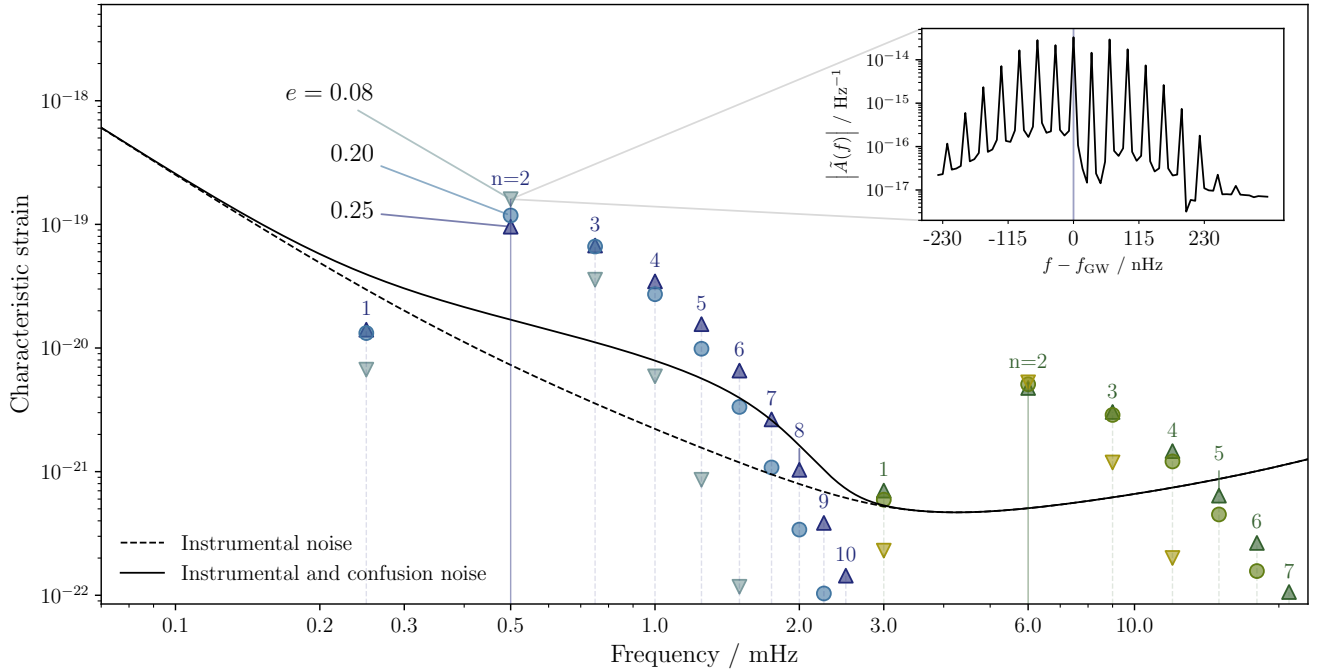 Characteristic strain
10⁻¹⁸
10⁻¹⁹
10⁻²⁰
10⁻²¹
10⁻²²
e = 0.08
0.20
0.25
n=2
3
4
1
5
6
7
8
9
10
n=2
3
4
5
1
6
7
|Ã(f)| / Hz⁻¹
10⁻¹⁴
10⁻¹⁵
10⁻¹⁶
10⁻¹⁷
-230 -115 0 115 230
f − f_GW / nHz
Instrumental noise
Instrumental and confusion noise
0.1 0.2 0.3 0.5 1.0 2.0 3.0 6.0 10.0
Frequency / mHz